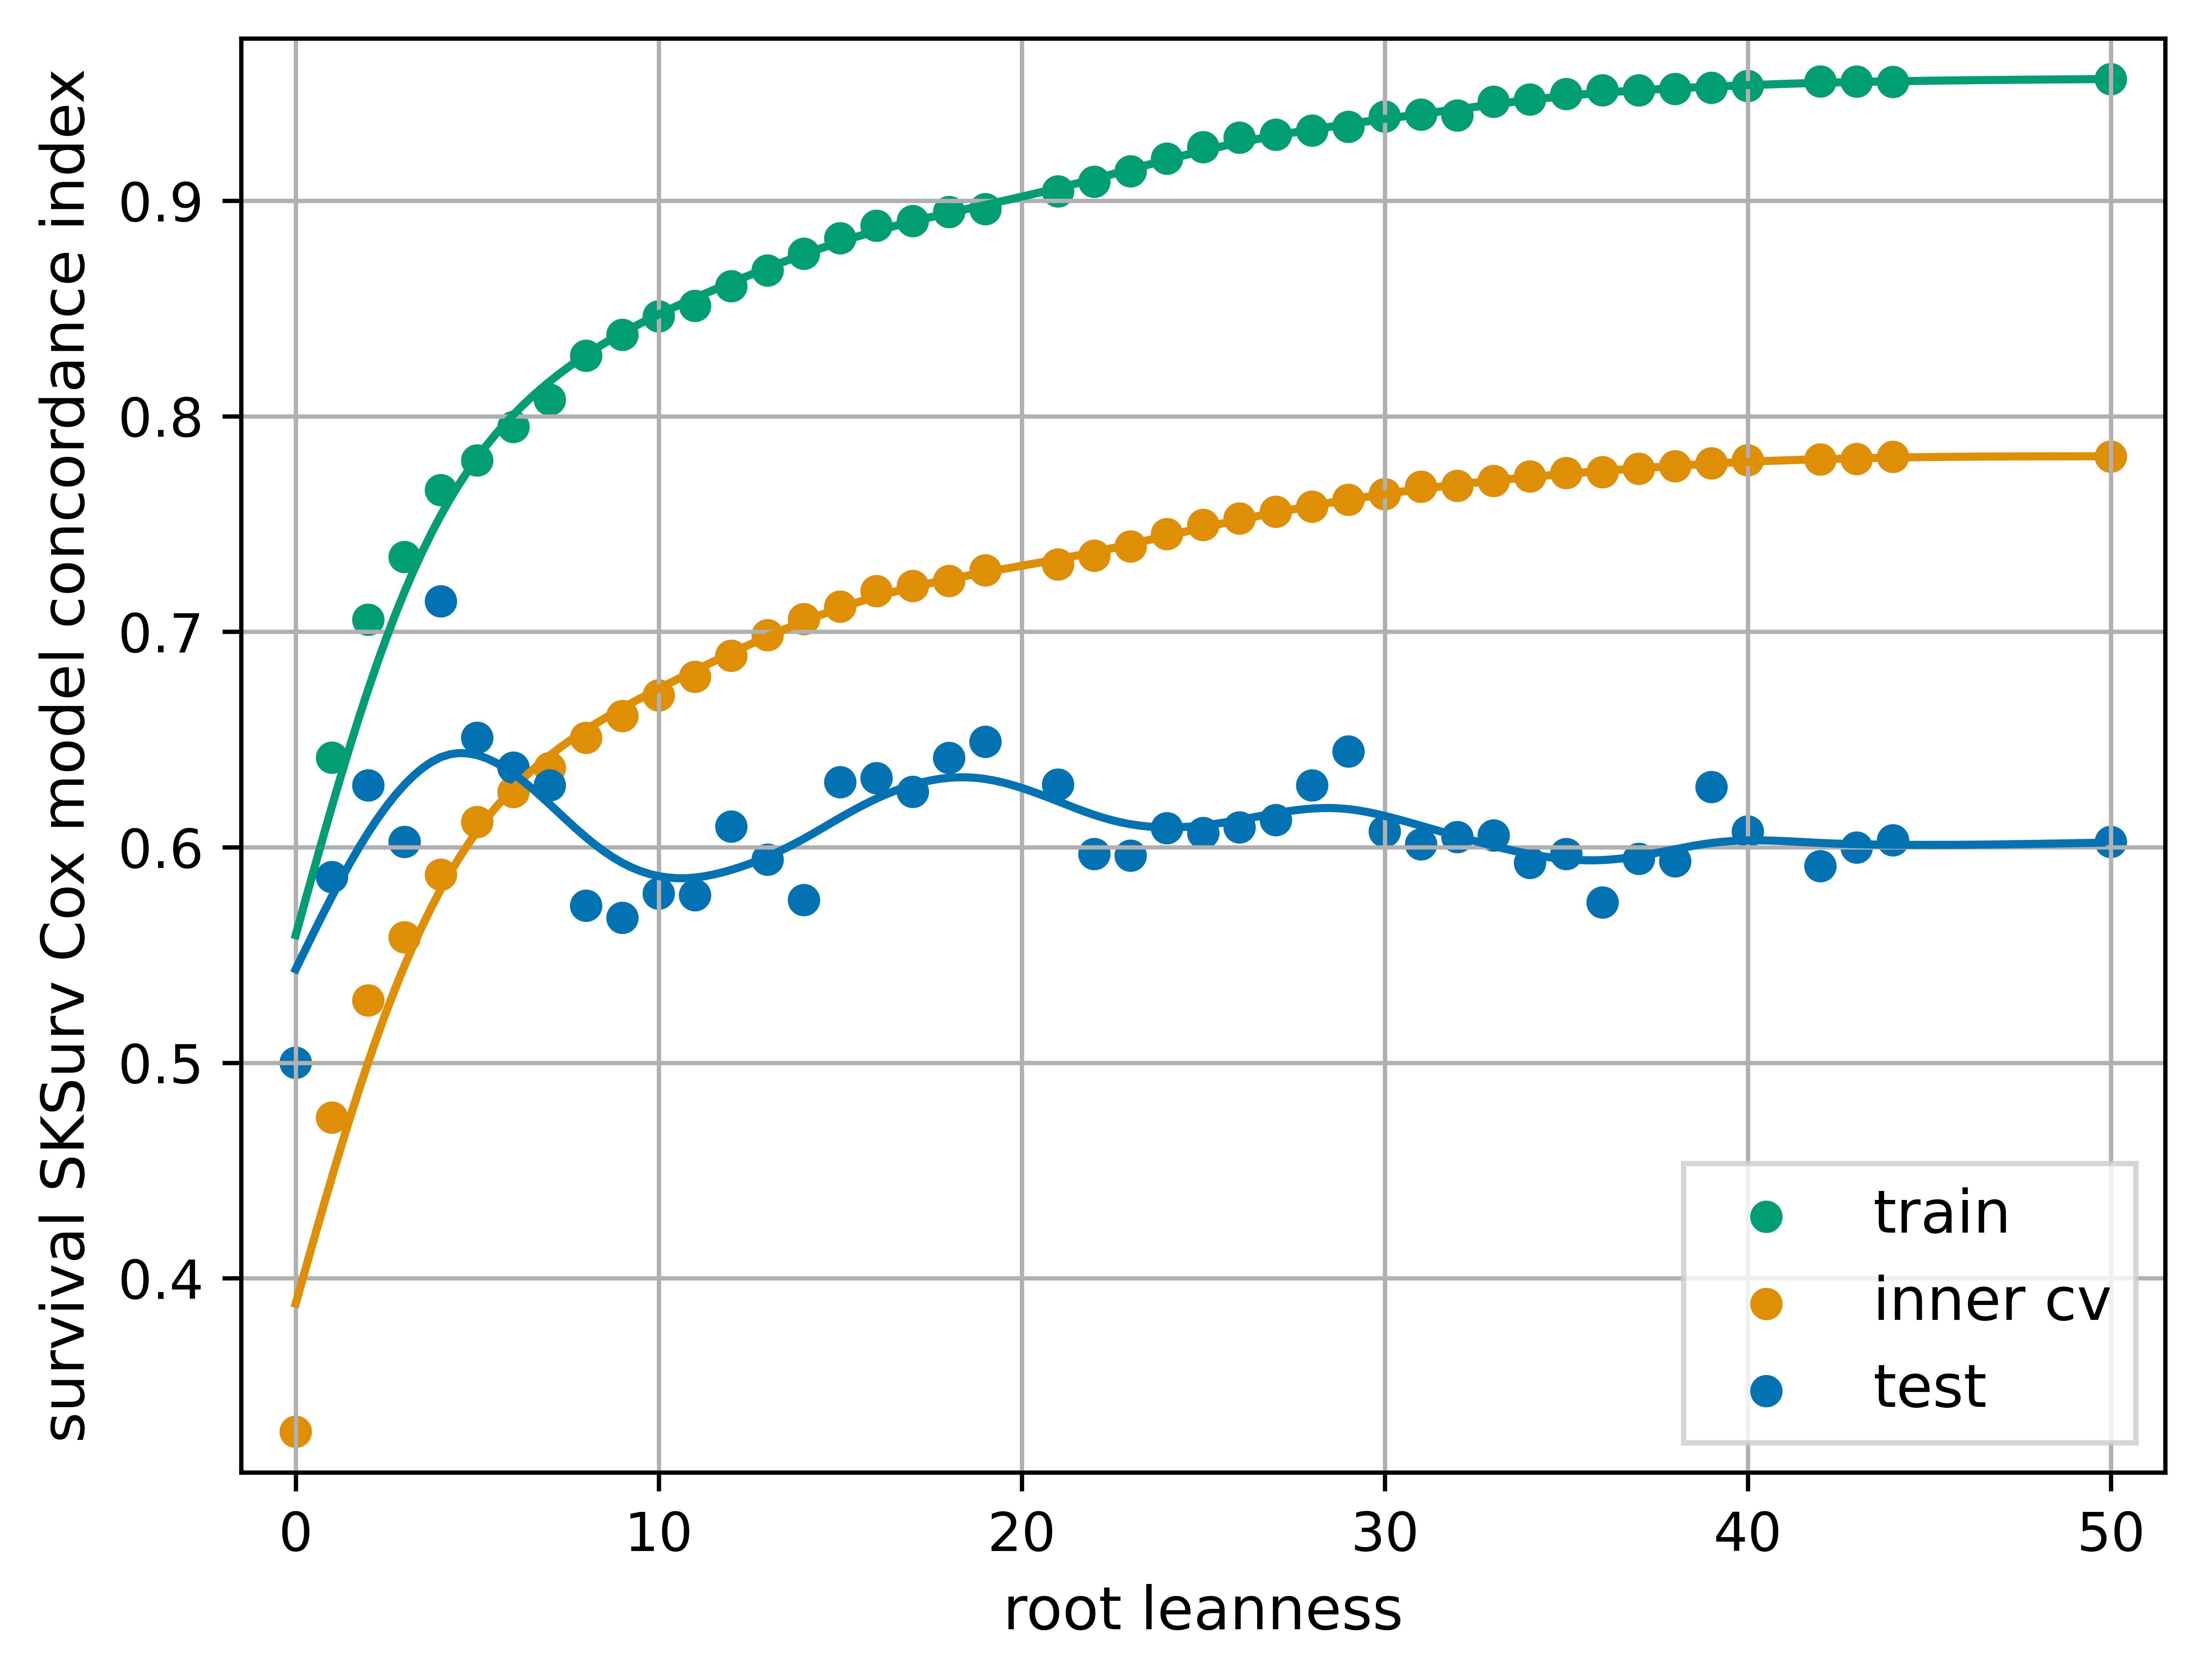 survival SKSurv Cox model concordance index
0.9
0.8
0.7
0.6
0.5
0.4
0 10 20 30 40 50
root leanness
train
inner cv
test